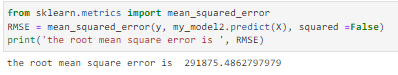 from sklearn.metrics import mean_squared_error
RMSE = mean_squared_error(y, my_model2.predict(X), squared =False)
print('the root mean square error is ', RMSE)
the root mean square error is  291875.4862797979